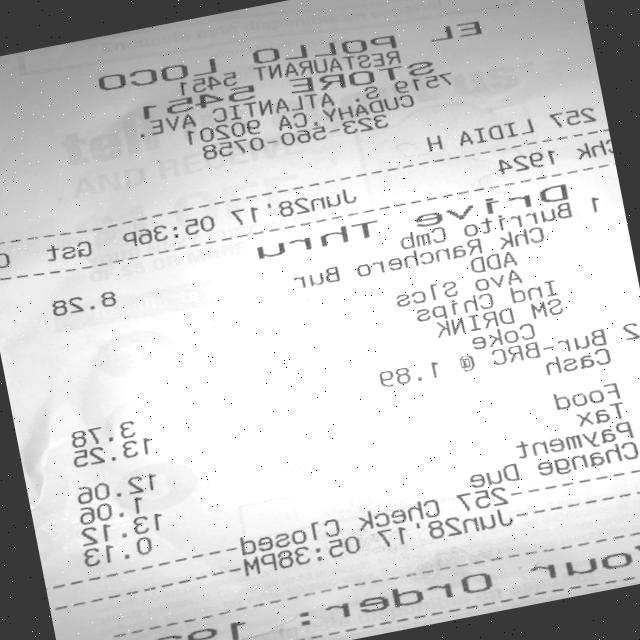 EL POLLO LOCO
RESTAURANT 5451
STORE 5451
7519 S. ATLANTIC AVE.
CUDAHY,CA 90201
323-560-0758
257 LIDIA H
Chk 1924
Jun28'17 05:36P Gst
Drive Thru
1 Burrito Cmb 8.28
Chk Ranchero Bur
ADD
Avo Slcs
Ind Chips
SM DRINK
Coke
2 Bur-BRC @ 1.89 3.78
Cash 13.25
Food 12.06
Tax 1.06
Payment 13.12
Change Due 0.13
257 Check Closed
Jun28'17 05:38PM
Your Order: